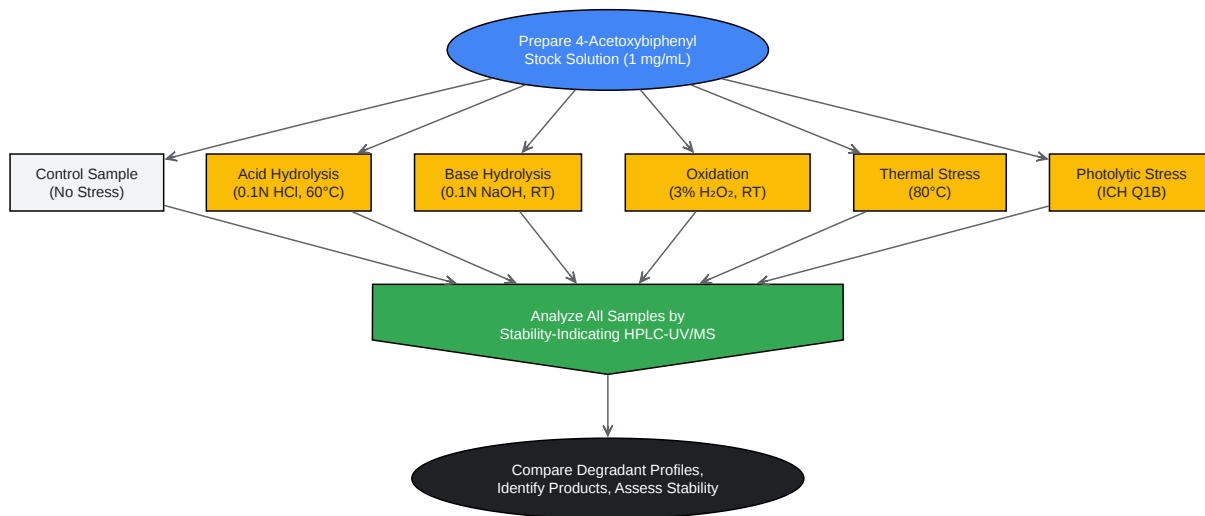 Prepare 4-Acetoxybiphenyl
Stock Solution (1 mg/mL)
Control Sample
(No Stress)
Acid Hydrolysis
(0.1N HCl, 60°C)
Base Hydrolysis
(0.1N NaOH, RT)
Oxidation
(3% H₂O₂, RT)
Thermal Stress
(80°C)
Photolytic Stress
(ICH Q1B)
Analyze All Samples by
Stability-Indicating HPLC-UV/MS
Compare Degradant Profiles,
Identify Products, Assess Stability